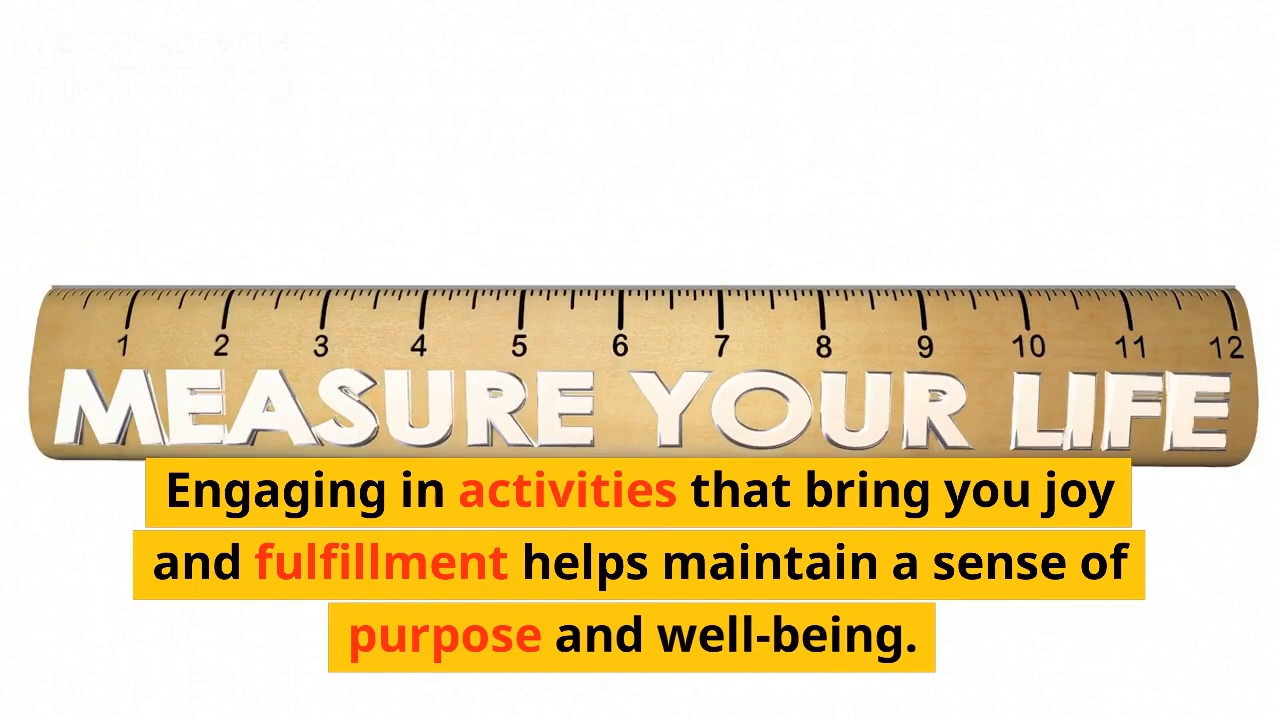 1 2 3 4 5 6 7 8 9 10 11 12
MEASURE YOUR LIFE
Engaging in activities that bring you joy
and fulfillment helps maintain a sense of
purpose and well-being.